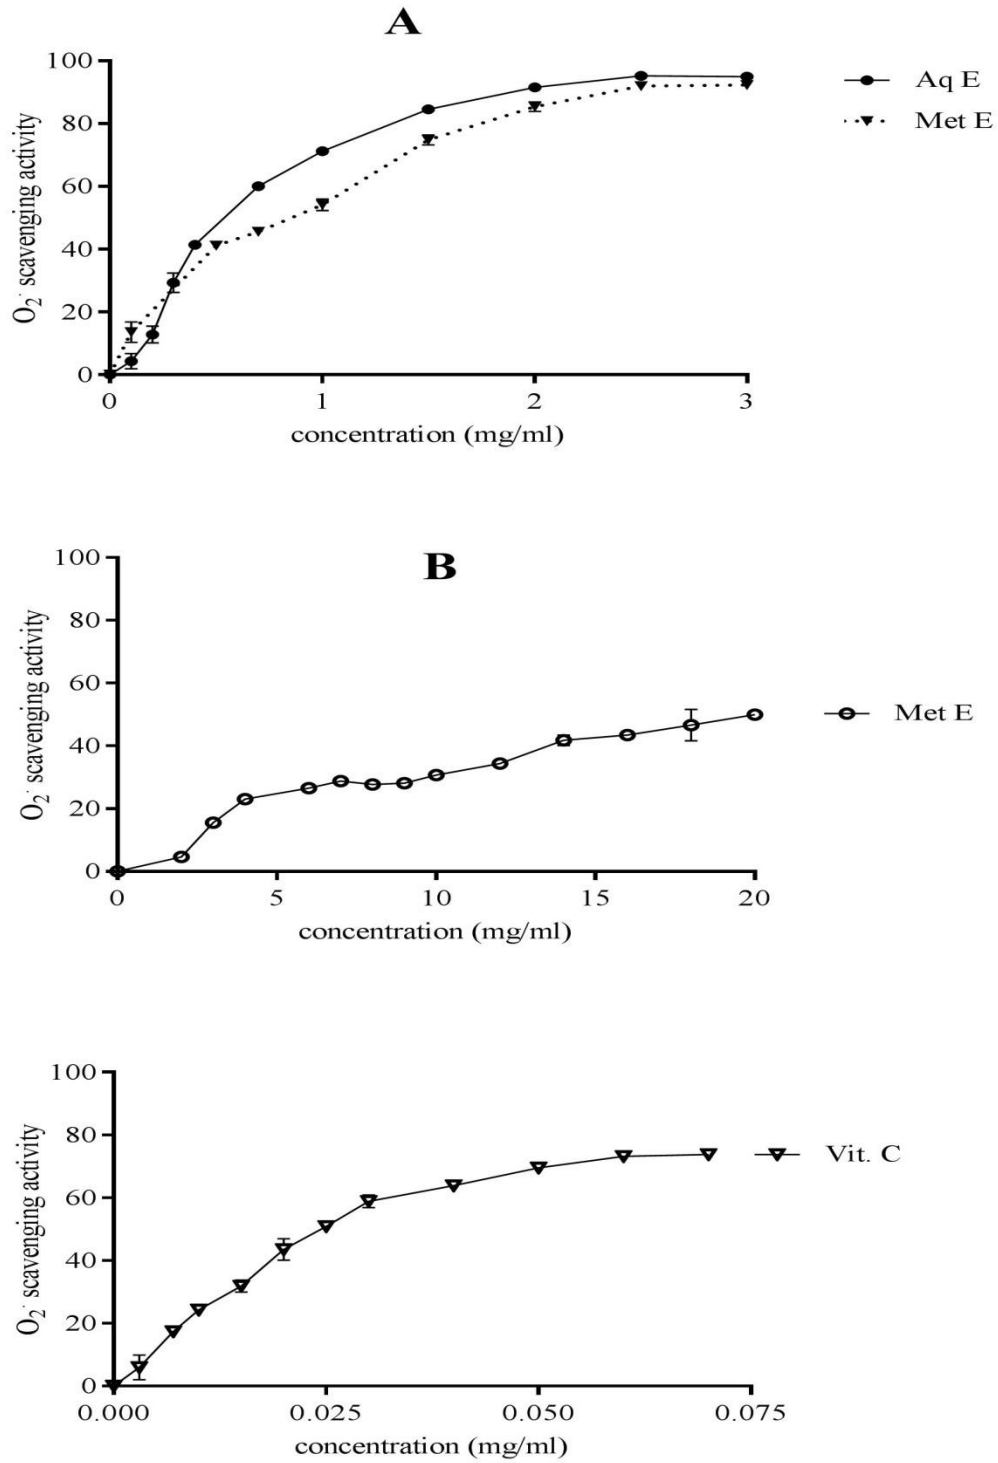 A
100
80
60
40
20
0
O2·- scavenging activity
0 1 2 3
concentration (mg/ml)
Aq E
Met E
B
100
80
60
40
20
0
O2·- scavenging activity
0 5 10 15 20
concentration (mg/ml)
Met E
100
80
60
40
20
0
O2·- scavenging activity
0.000 0.025 0.050 0.075
concentration (mg/ml)
Vit. C